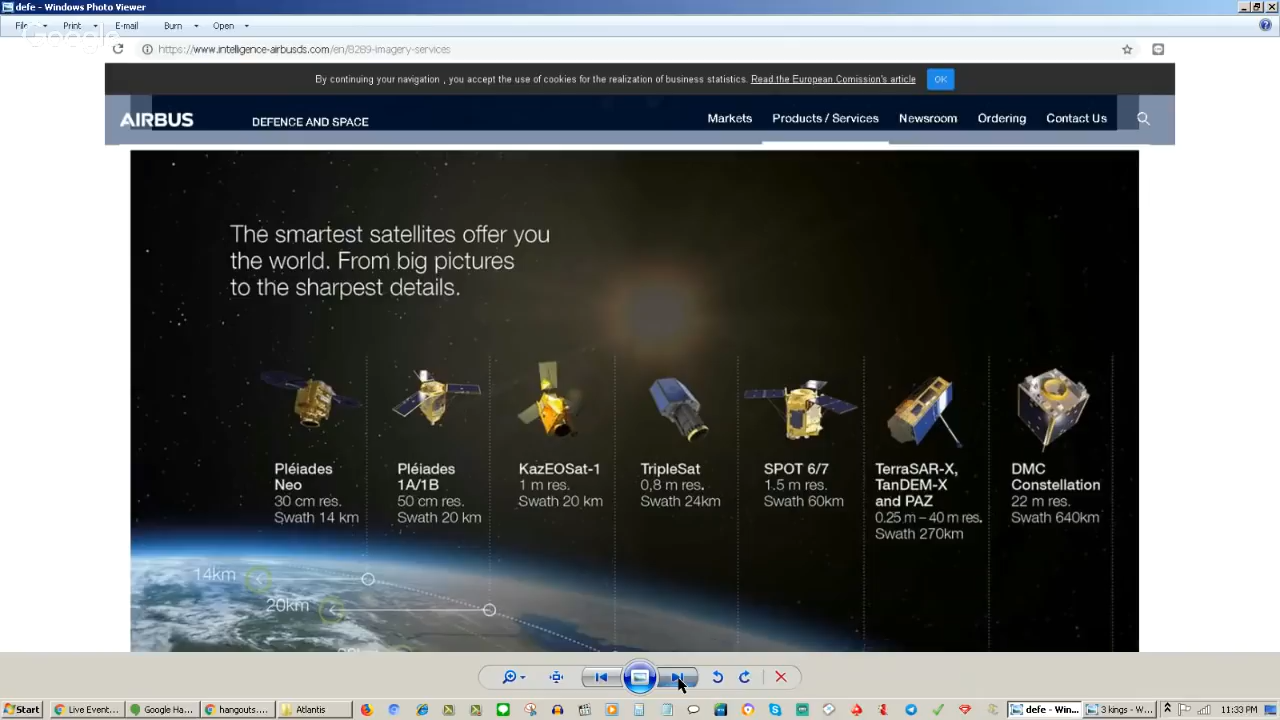 defe - Windows Photo Viewer
File Print E-mail Burn Open
Google
https://www.intelligence-airbusds.com/en/8289-imagery-services
By continuing your navigation , you accept the use of cookies for the realization of business statistics. Read the European Comission's article OK
AIRBUS DEFENCE AND SPACE Markets Products / Services Newsroom Ordering Contact Us
The smartest satellites offer you
the world. From big pictures
to the sharpest details.
Pléiades
Neo
30 cm res.
Swath 14 km
Pléiades
1A/1B
50 cm res.
Swath 20 km
KazEOSat-1
1 m res.
Swath 20 km
TripleSat
0,8 m res.
Swath 24km
SPOT 6/7
1.5 m res.
Swath 60km
TerraSAR-X,
TanDEM-X
and PAZ
0.25 m – 40 m res.
Swath 270km
DMC
Constellation
22 m res.
Swath 640km
14km
20km
Start Live Event... Google Ha... hangouts.... Atlantis defe - Win... 3 kings - W... 11:33 PM